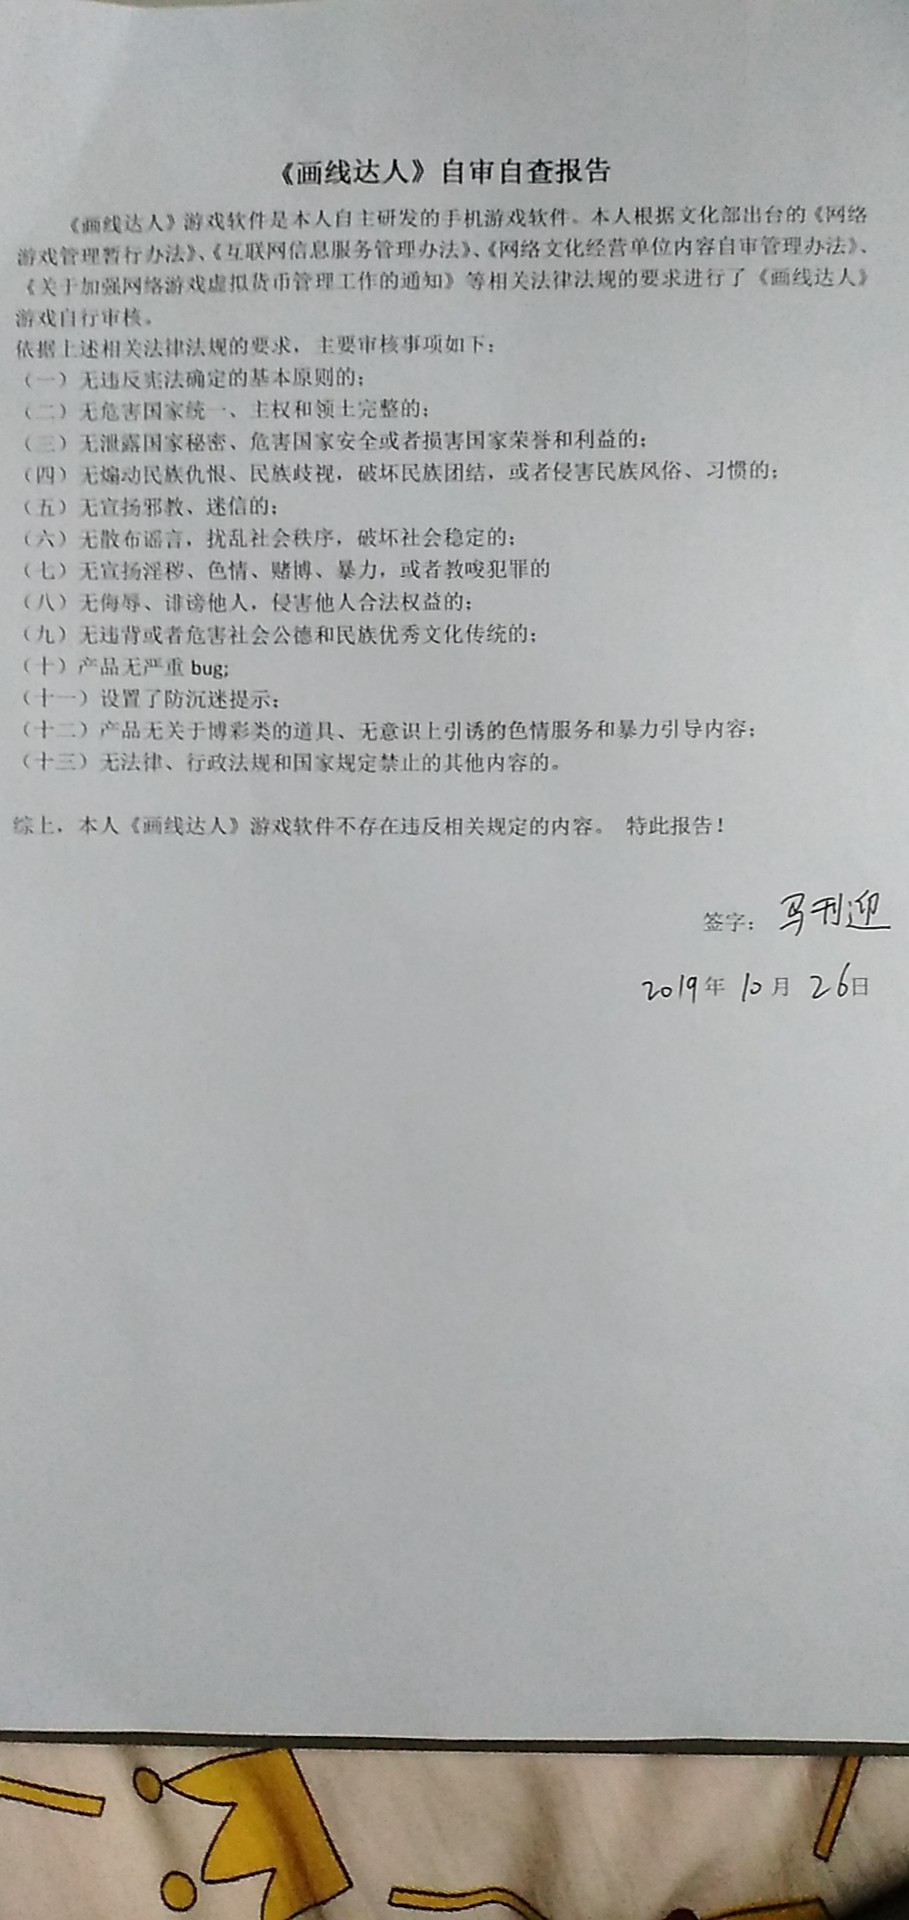 《画线达人》自审自查报告
《画线达人》游戏软件是本人自主研发的手机游戏软件。本人根据文化部出台的《网络
游戏管理暂行办法》、《互联网信息服务管理办法》、《网络文化经营单位内容自审管理办法》、
《关于加强网络游戏虚拟货币管理工作的通知》等相关法律法规的要求进行了《画线达人》
游戏自行审核。
依据上述相关法律法规的要求，主要审核事项如下：
（一）无违反宪法确定的基本原则的；
（二）无危害国家统一、主权和领土完整的；
（三）无泄露国家秘密、危害国家安全或者损害国家荣誉和利益的；
（四）无煽动民族仇恨、民族歧视，破坏民族团结，或者侵害民族风俗、习惯的；
（五）无宣扬邪教、迷信的；
（六）无散布谣言，扰乱社会秩序，破坏社会稳定的；
（七）无宣扬淫秽、色情、赌博、暴力，或者教唆犯罪的
（八）无侮辱、诽谤他人，侵害他人合法权益的；
（九）无违背或者危害社会公德和民族优秀文化传统的；
（十）产品无严重 bug;
（十一）设置了防沉迷提示；
（十二）产品无关于博彩类的道具、无意识上引诱的色情服务和暴力引导内容；
（十三）无法律、行政法规和国家规定禁止的其他内容的。
综上，本人《画线达人》游戏软件不存在违反相关规定的内容。 特此报告！
签字： 马刊迎
2019年 10月 26日